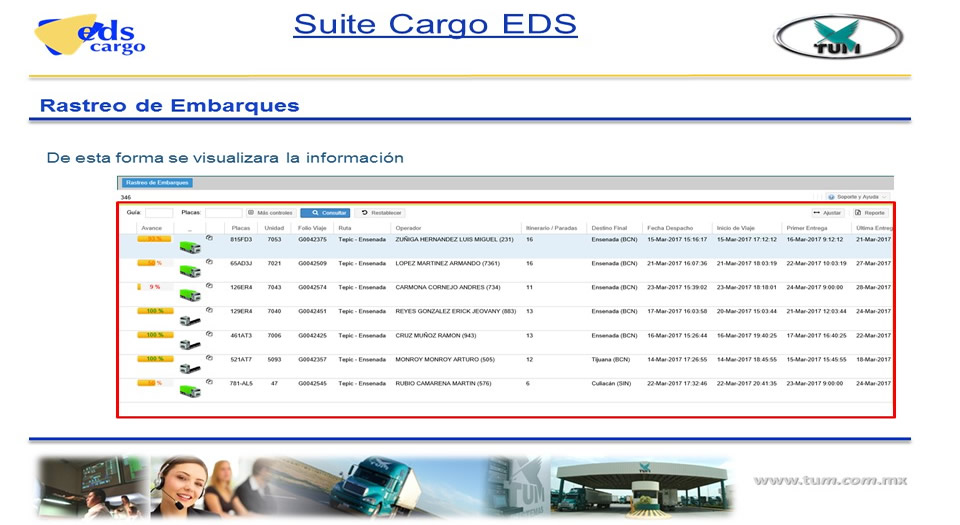 eds
cargo
Suite Cargo EDS
TUM
Rastreo de Embarques
De esta forma se visualizara la información
Rastreo de Embarques
346
Soporte y Ayuda
Guía: Placas: Más controles Consultar Restablecer Ajustar Reporte
Avance ... Placas Unidad Folio Viaje Ruta Operador Itinerario / Paradas Destino Final Fecha Despacho Inicio de Viaje Primer Entrega Última Entreg
815FD3 7053 G0042375 Tepic - Ensenada ZUÑIGA HERNANDEZ LUIS MIGUEL (231) 16 Ensenada (BCN) 15-Mar-2017 15:16:17 15-Mar-2017 17:12:12 16-Mar-2017 9:12:12 21-Mar-2017
65AD3J 7021 G0042509 Tepic - Ensenada LOPEZ MARTINEZ ARMANDO (7361) 16 Ensenada (BCN) 21-Mar-2017 16:07:36 21-Mar-2017 18:03:19 22-Mar-2017 10:03:19 27-Mar-2017
9 % 126ER4 7043 G0042574 Tepic - Ensenada CARMONA CORNEJO ANDRES (734) 11 Ensenada (BCN) 23-Mar-2017 15:39:02 23-Mar-2017 18:18:01 24-Mar-2017 9:00:00 28-Mar-2017
100 % 129ER4 7040 G0042451 Tepic - Ensenada REYES GONZALEZ ERICK JEOVANY (883) 13 Ensenada (BCN) 17-Mar-2017 16:03:58 20-Mar-2017 15:03:44 21-Mar-2017 12:03:44 24-Mar-2017
100 % 461AT3 7006 G0042425 Tepic - Ensenada CRUZ MUÑOZ RAMON (943) 13 Ensenada (BCN) 16-Mar-2017 15:26:44 16-Mar-2017 19:40:25 17-Mar-2017 16:40:25 22-Mar-2017
100 % 521AT7 5093 G0042357 Tepic - Ensenada MONROY MONROY ARTURO (505) 12 Tijuana (BCN) 14-Mar-2017 17:26:55 14-Mar-2017 18:45:55 15-Mar-2017 15:45:55 18-Mar-2017
781-AL5 47 G0042545 Tepic - Ensenada RUBIO CAMARENA MARTIN (576) 6 Culiacán (SIN) 22-Mar-2017 17:32:46 22-Mar-2017 20:41:35 23-Mar-2017 9:00:00 24-Mar-2017
TUM
www.tum.com.mx